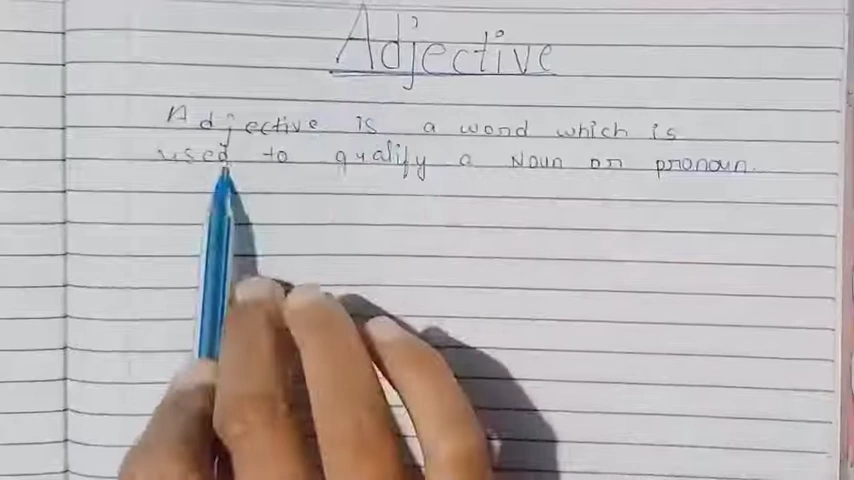 Adjective
Adjective is a word which is
used to qualify a Noun or pronoun.